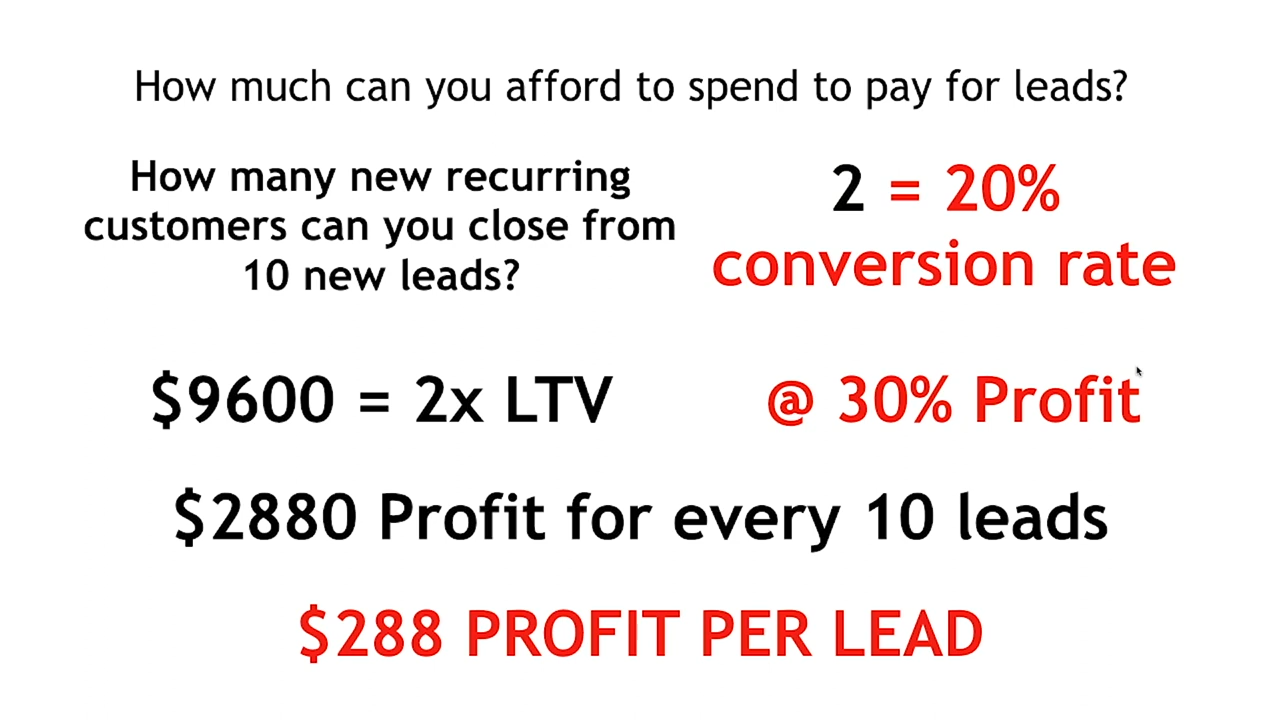 How much can you afford to spend to pay for leads?
How many new recurring
customers can you close from
10 new leads?
2 = 20%
conversion rate
$9600 = 2x LTV
@ 30% Profit
$2880 Profit for every 10 leads
$288 PROFIT PER LEAD